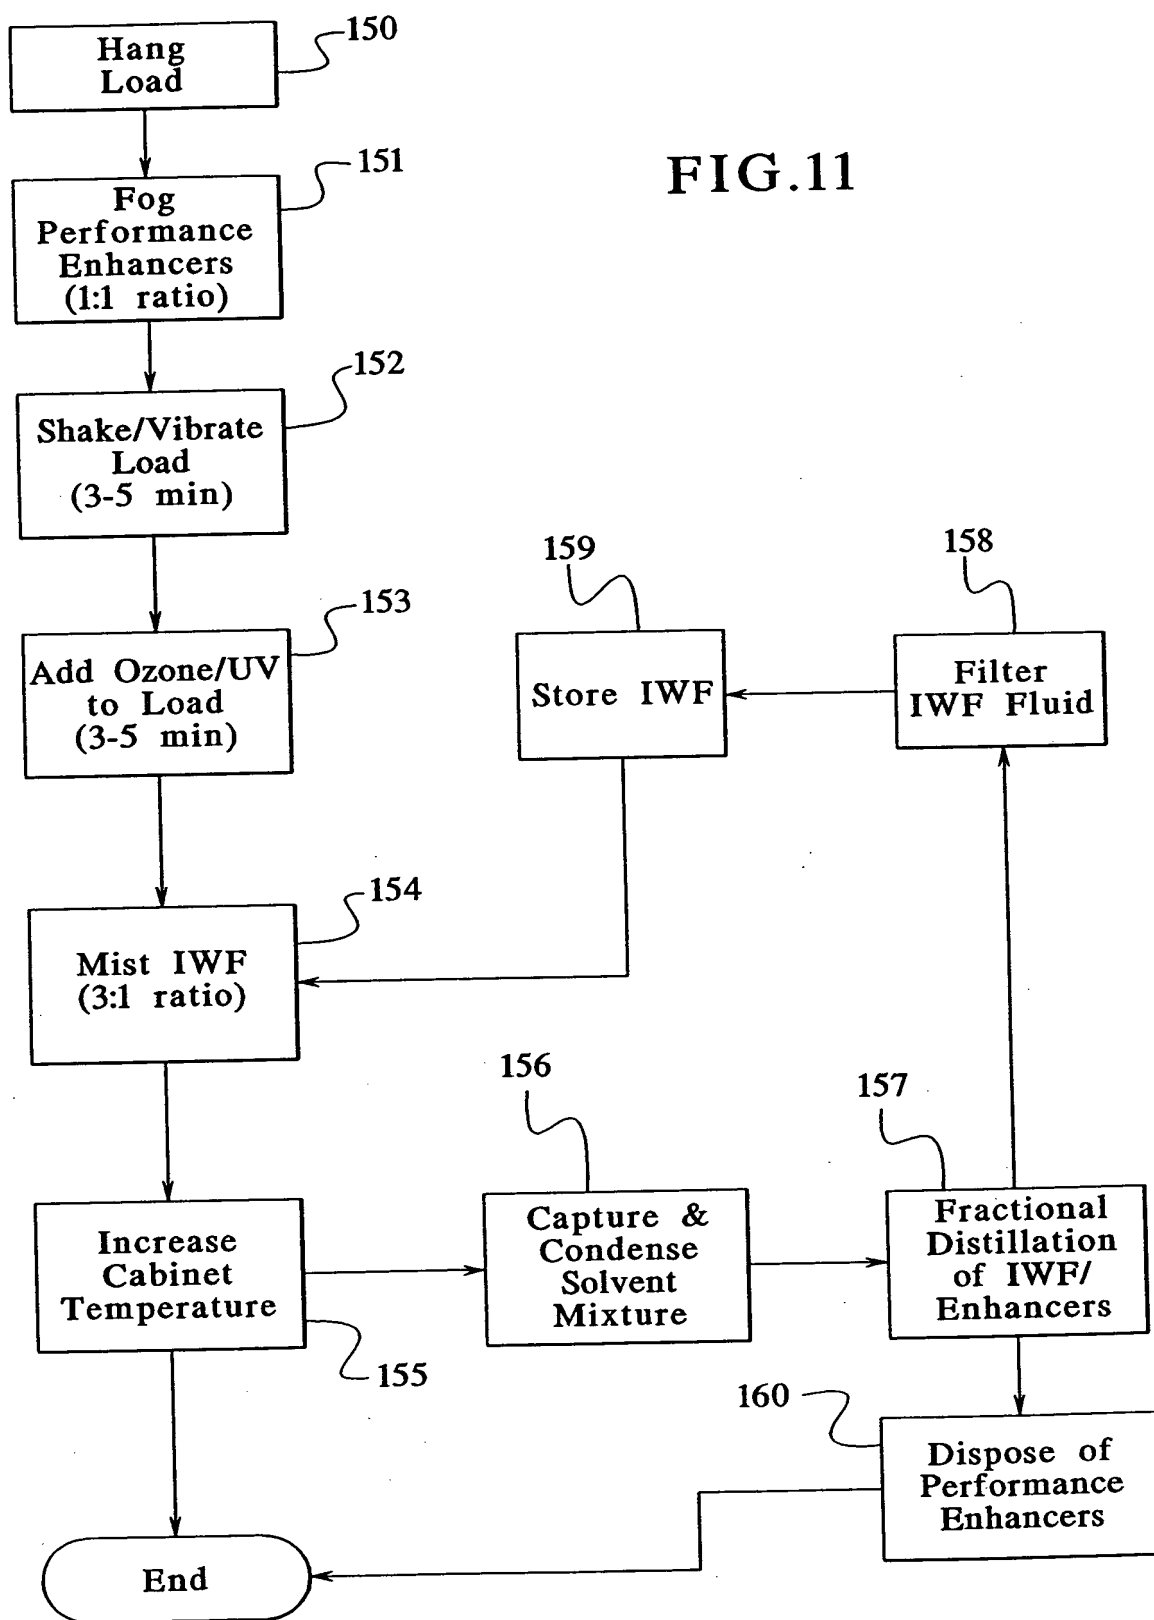 Hang
Load
150
FIG.11
Fog
Performance
Enhancers
(1:1 ratio)
151
Shake/Vibrate
Load
(3-5 min)
152
Add Ozone/UV
to Load
(3-5 min)
153
Store IWF
159
Filter
IWF Fluid
158
Mist IWF
(3:1 ratio)
154
Increase
Cabinet
Temperature
155
Capture &
Condense
Solvent
Mixture
156
Fractional
Distillation
of IWF/
Enhancers
157
Dispose of
Performance
Enhancers
160
End